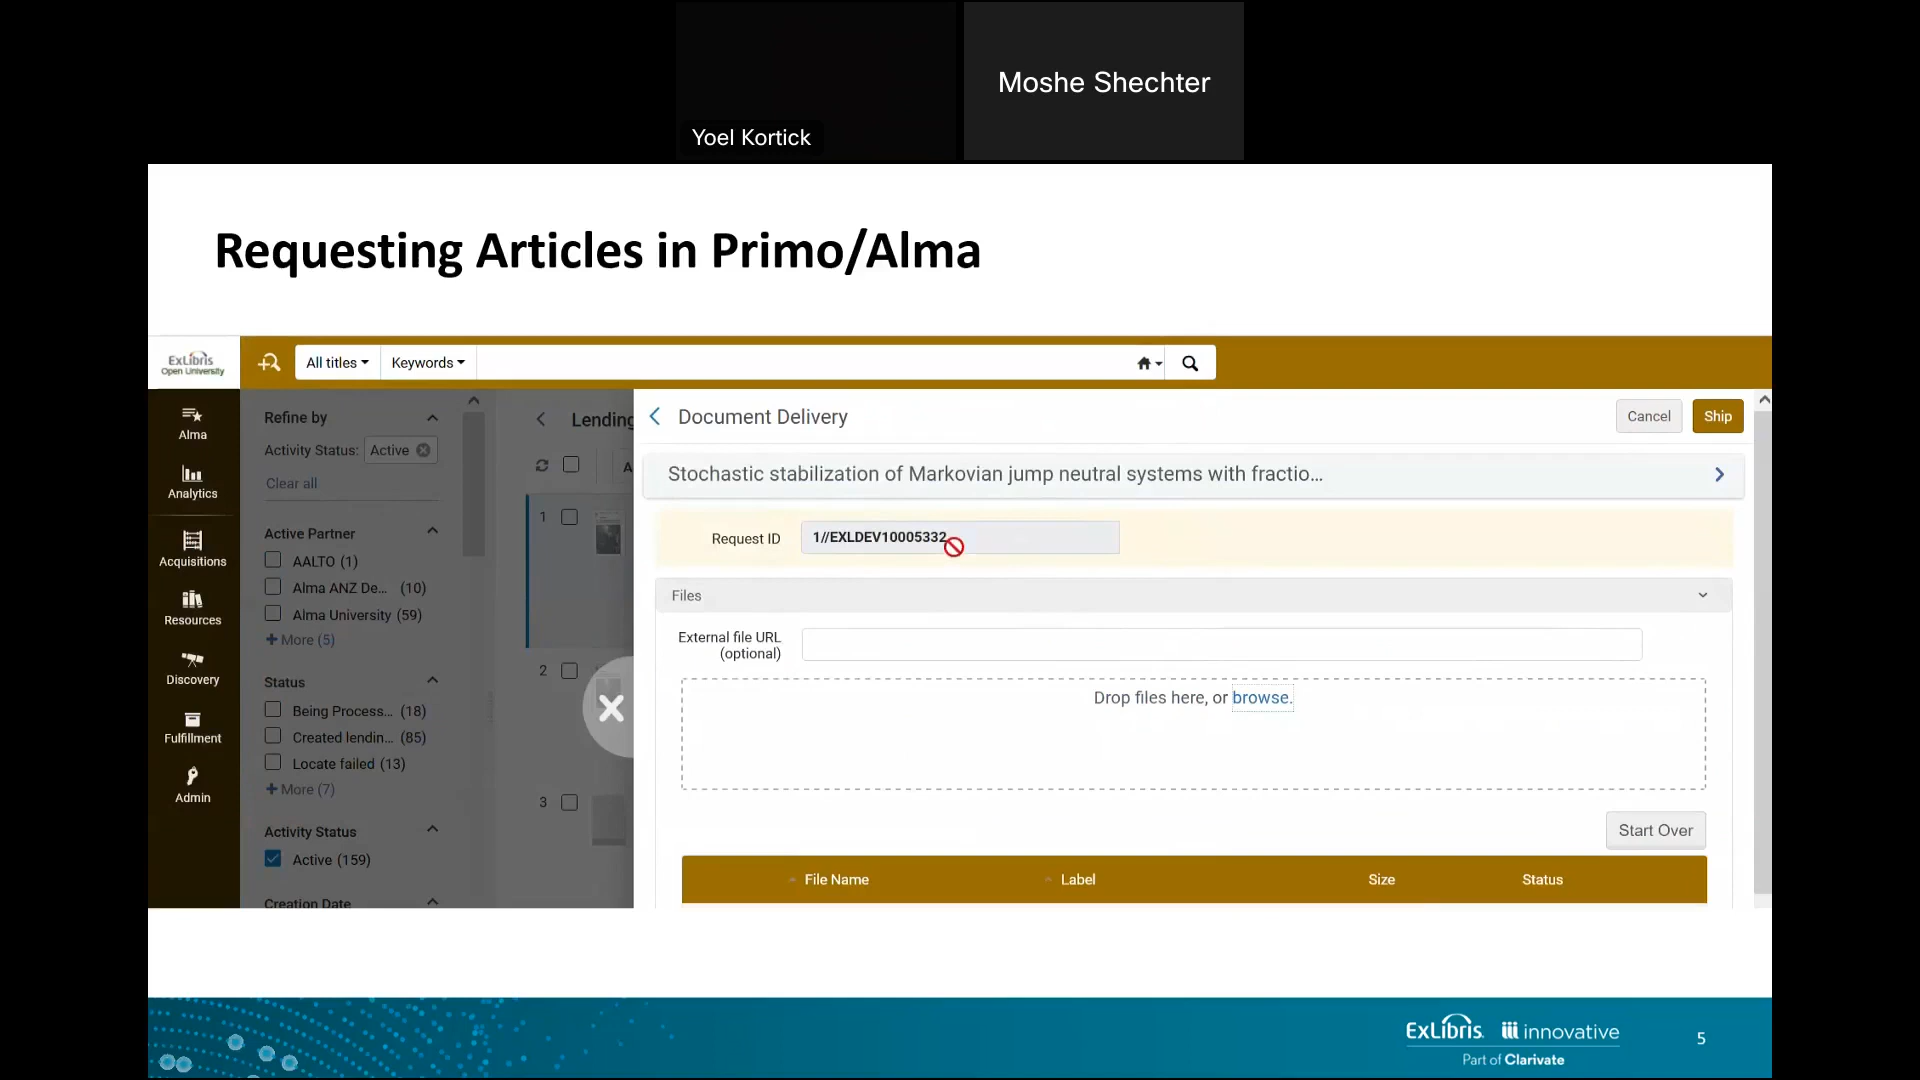 Moshe Shechter
Yoel Kortick
Requesting Articles in Primo/Alma
ExLibris
Open University
All titles
Keywords
Alma
Analytics
Acquisitions
Resources
Discovery
Fulfillment
Admin
Refine by
Activity Status: Active
Clear all
Active Partner
AALTO (1)
Alma ANZ De... (10)
Alma University (59)
+ More (5)
Status
Being Process... (18)
Created lendin... (85)
Locate failed (13)
+ More (7)
Activity Status
Active (159)
Creation Date
Lending
A
1
2
3
Document Delivery
Cancel
Ship
Stochastic stabilization of Markovian jump neutral systems with fractio...
Request ID
1//EXLDEV10005332
Files
External file URL
(optional)
Drop files here, or browse.
Start Over
File Name
Label
Size
Status
ExLibris innovative
Part of Clarivate
5